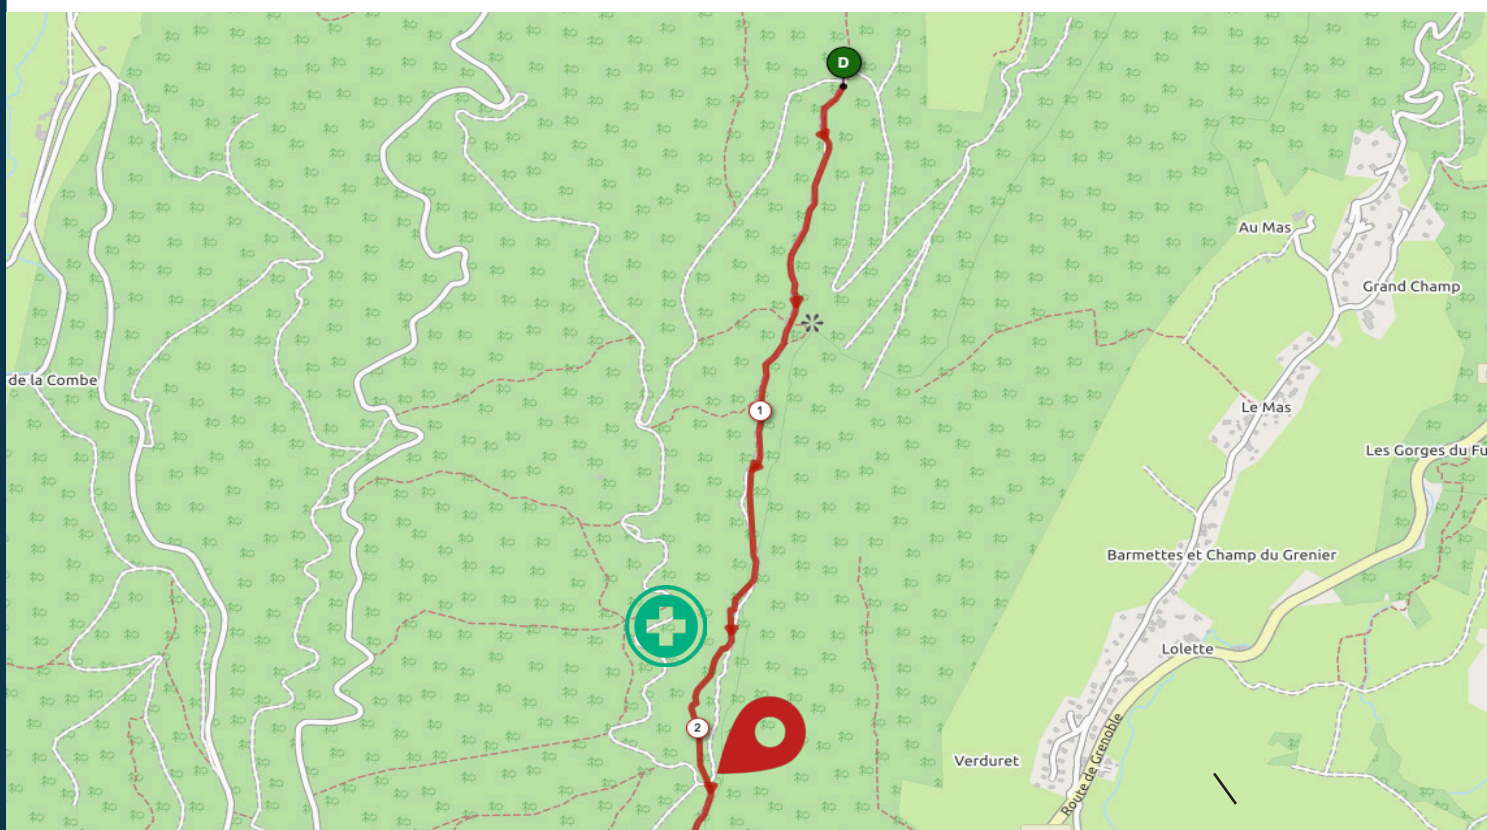 D
Au Mas
Grand Champ
de la Combe
Le Mas
1
Les Gorges du Fu
Barmettes et Champ du Grenier
Lolette
2
Verduret
Route de Grenoble